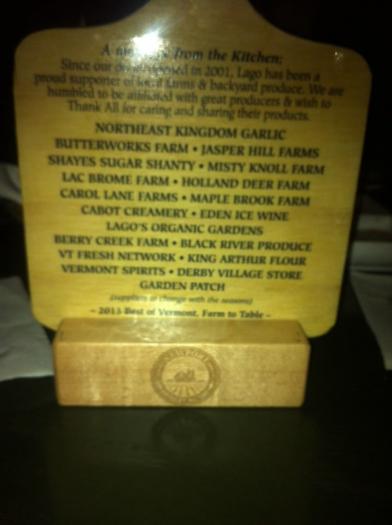 A message from the Kitchen:
Since our doors opened in 2001, Lago has been a
proud supporter of local farms & backyard produce. We are
humbled to be affiliated with great producers & wish to
Thank All for caring and sharing their products.
NORTHEAST KINGDOM GARLIC
BUTTERWORKS FARM • JASPER HILL FARMS
SHAYES SUGAR SHANTY • MISTY KNOLL FARM
LAC BROME FARM • HOLLAND DEER FARM
CAROL LANE FARMS • MAPLE BROOK FARM
CABOT CREAMERY • EDEN ICE WINE
LAGO'S ORGANIC GARDENS
BERRY CREEK FARM • BLACK RIVER PRODUCE
VT FRESH NETWORK • KING ARTHUR FLOUR
VERMONT SPIRITS • DERBY VILLAGE STORE
GARDEN PATCH
(suppliers to change with the seasons)
~ 2013 Best of Vermont, Farm to Table ~
NEWPORT